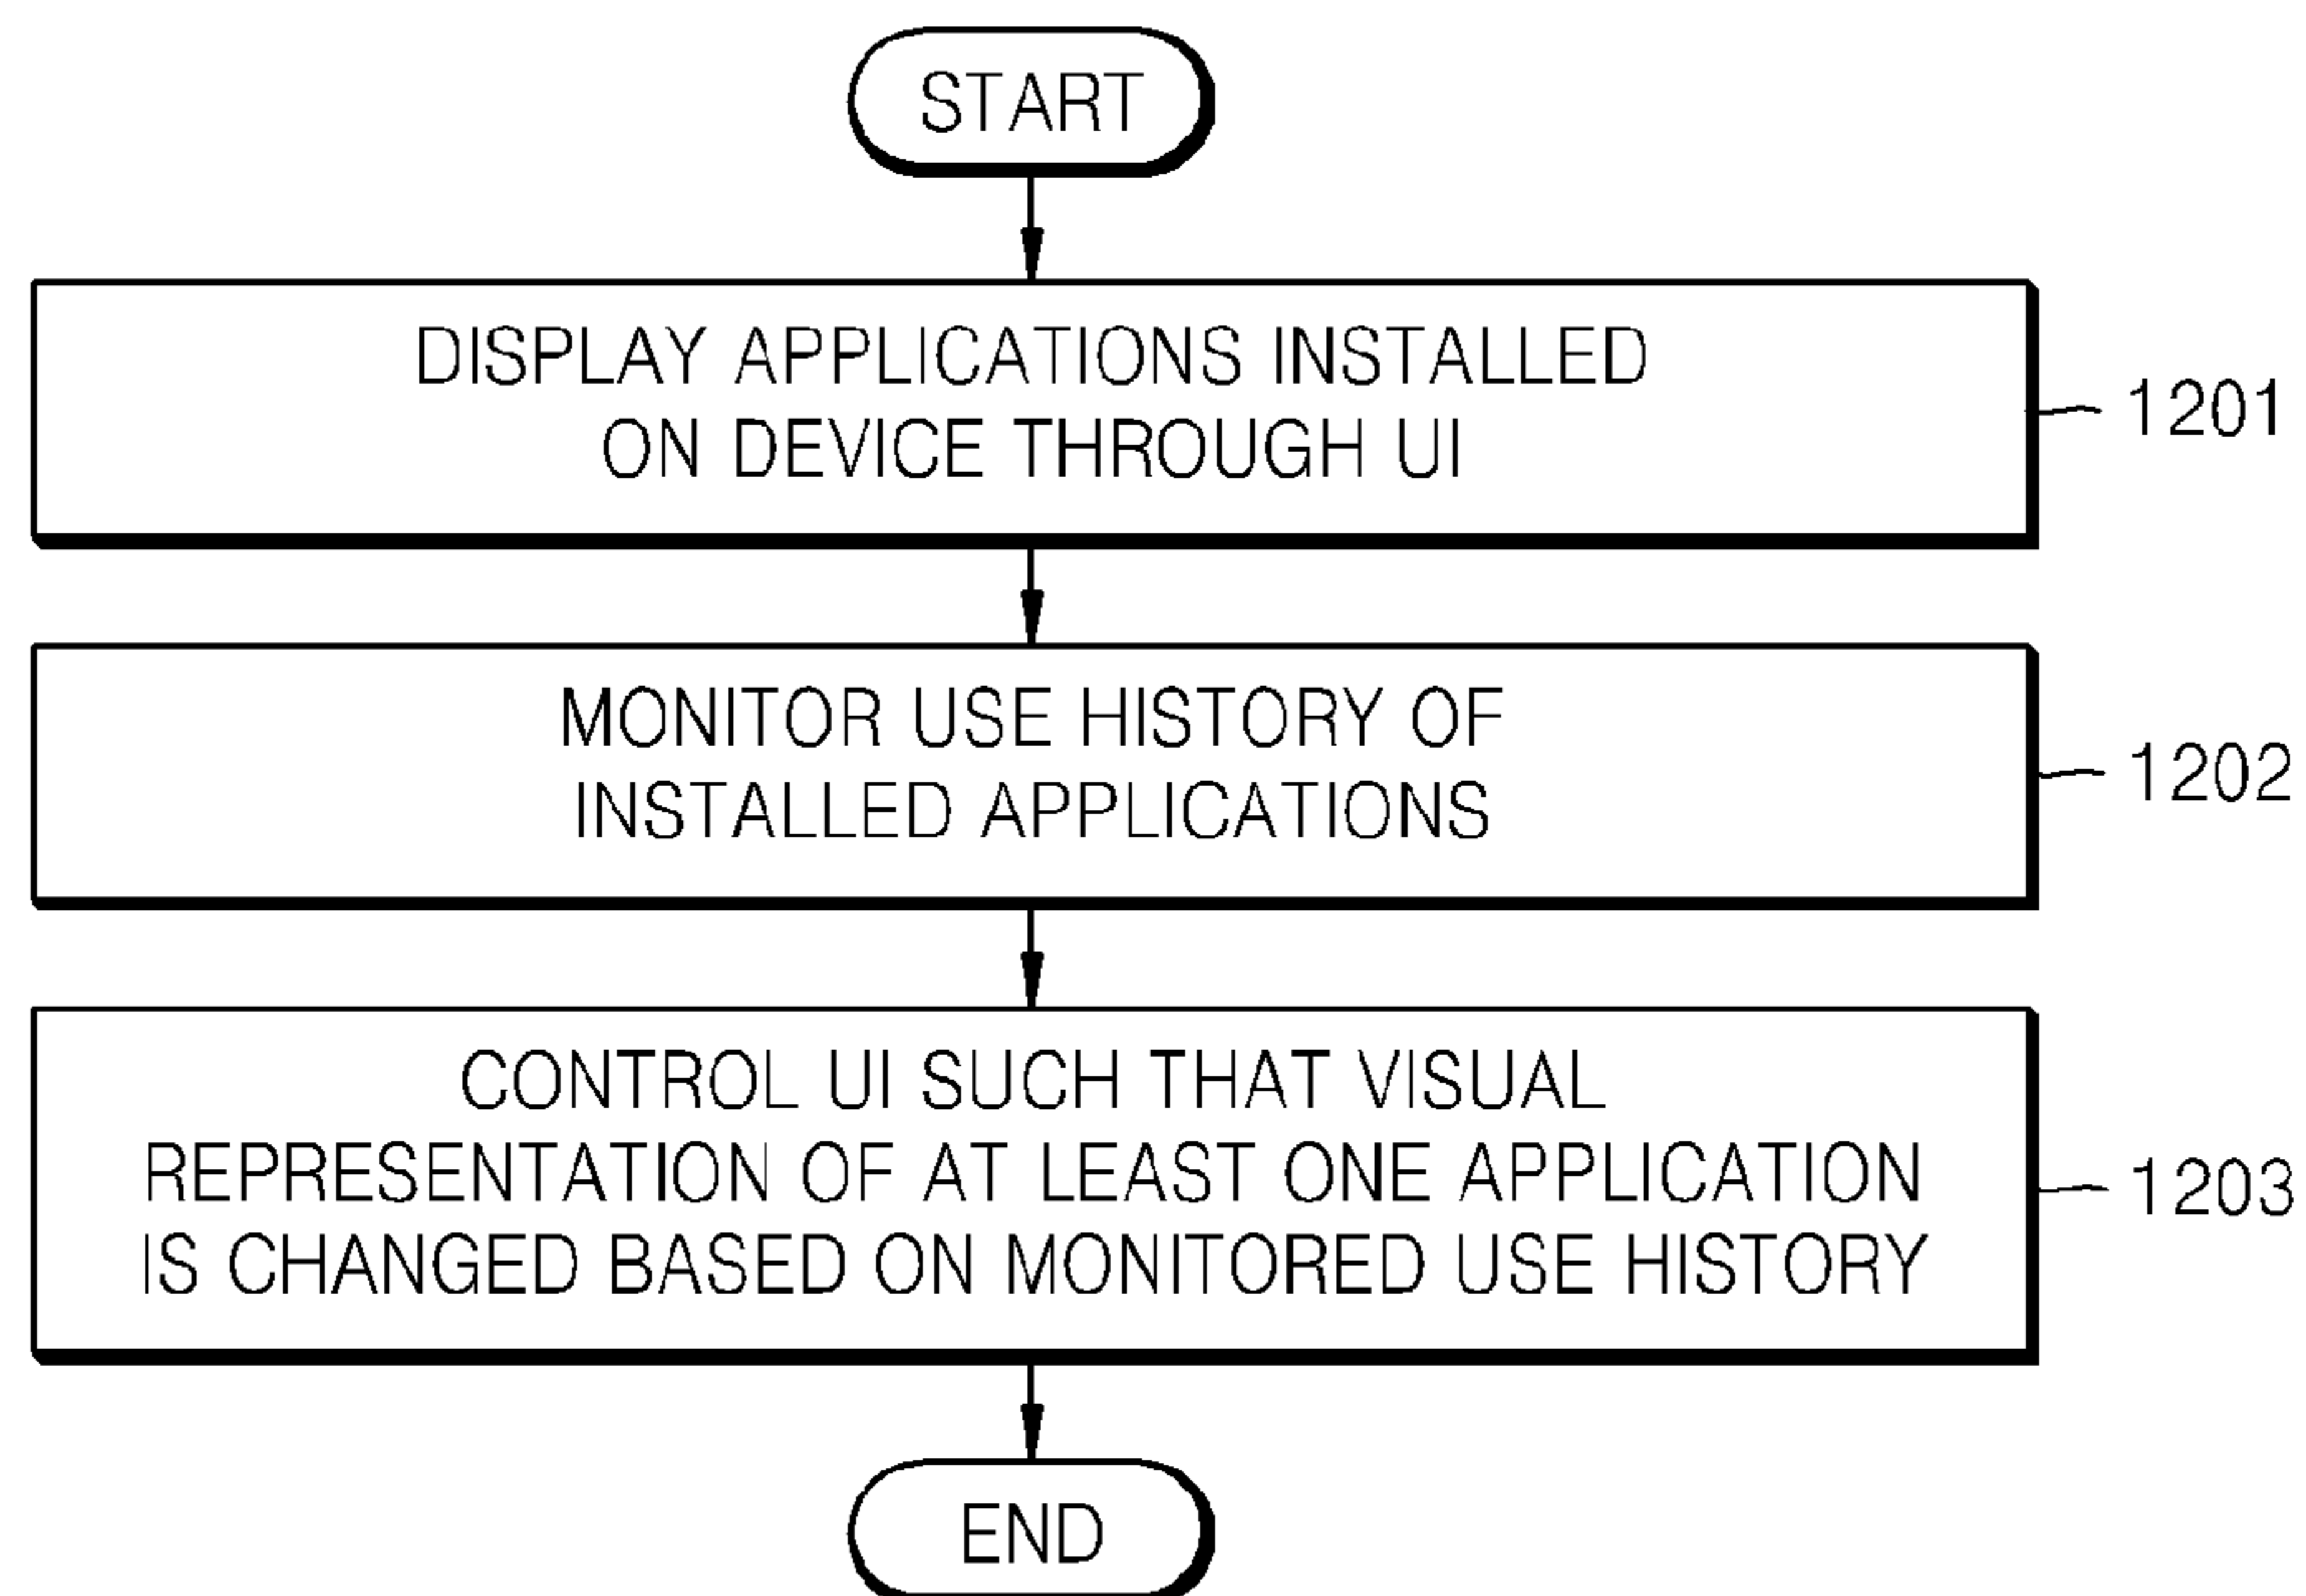 START
DISPLAY APPLICATIONS INSTALLED
ON DEVICE THROUGH UI
1201
MONITOR USE HISTORY OF
INSTALLED APPLICATIONS
1202
CONTROL UI SUCH THAT VISUAL
REPRESENTATION OF AT LEAST ONE APPLICATION
IS CHANGED BASED ON MONITORED USE HISTORY
1203
END